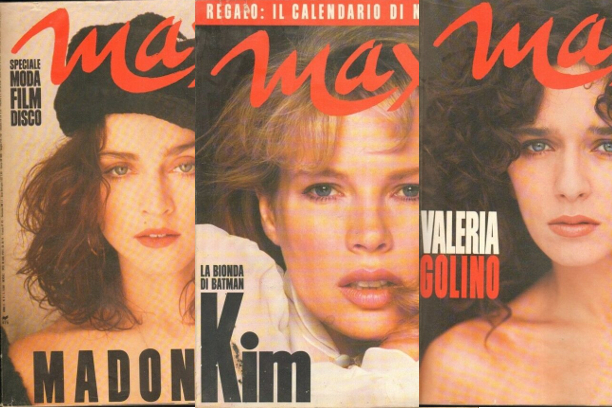 Max
SPECIALE
MODA
FILM
DISCO
MADON
REGALO: IL CALENDARIO DI
Max
LA BIONDA
DI BATMAN
Kim
Max
VALERIA
GOLINO